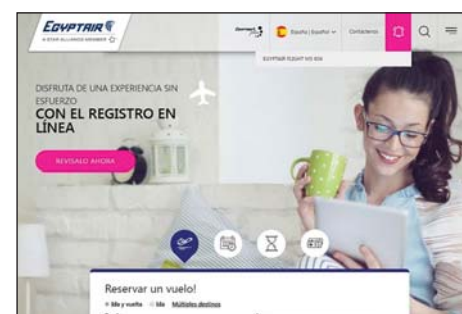 EGYPTAIR
A STAR ALLIANCE MEMBER
España | Español
Contáctenos
EGYPTAIR FLIGHT MS 804
DISFRUTA DE UNA EXPERIENCIA SIN
ESFUERZO
CON EL REGISTRO EN
LÍNEA
REVÍSALO AHORA
Reservar un vuelo!
Ida y vuelta Ida Múltiples destinos